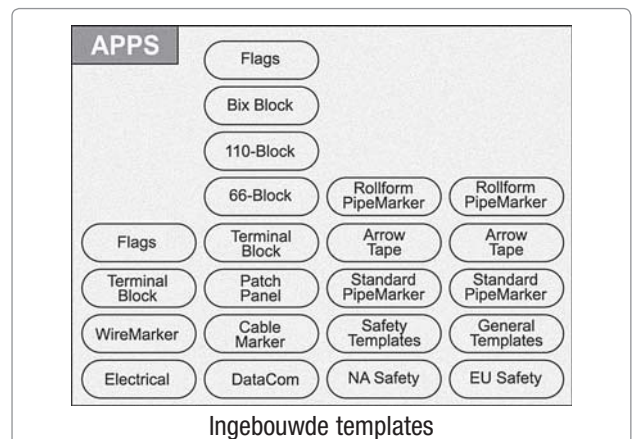 APPS
Flags
Bix Block
110-Block
66-Block
Rollform
PipeMarker
Rollform
PipeMarker
Flags
Terminal
Block
Arrow
Tape
Arrow
Tape
Terminal
Block
Patch
Panel
Standard
PipeMarker
Standard
PipeMarker
WireMarker
Cable
Marker
Safety
Templates
General
Templates
Electrical
DataCom
NA Safety
EU Safety
Ingebouwde templates